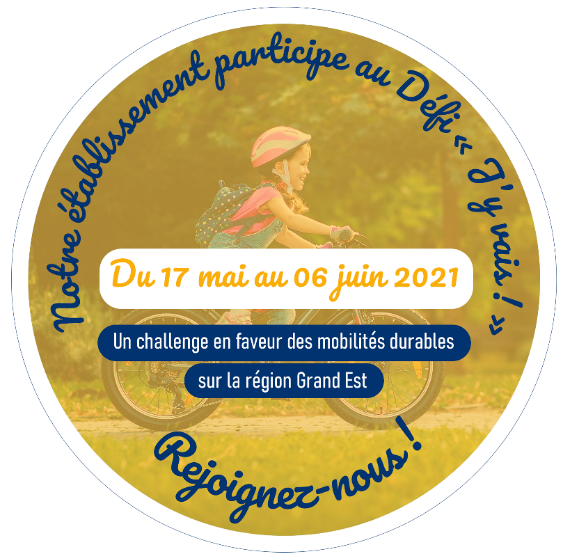 Notre établissement participe au Défi « J'y vais ! »
Du 17 mai au 06 juin 2021
Un challenge en faveur des mobilités durables
sur la région Grand Est
Rejoignez-nous !